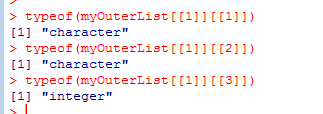 > typeof(myOuterList[[1]][[1]])
[1] "character"
> typeof(myOuterList[[1]][[2]])
[1] "character"
> typeof(myOuterList[[1]][[3]])
[1] "integer"
>